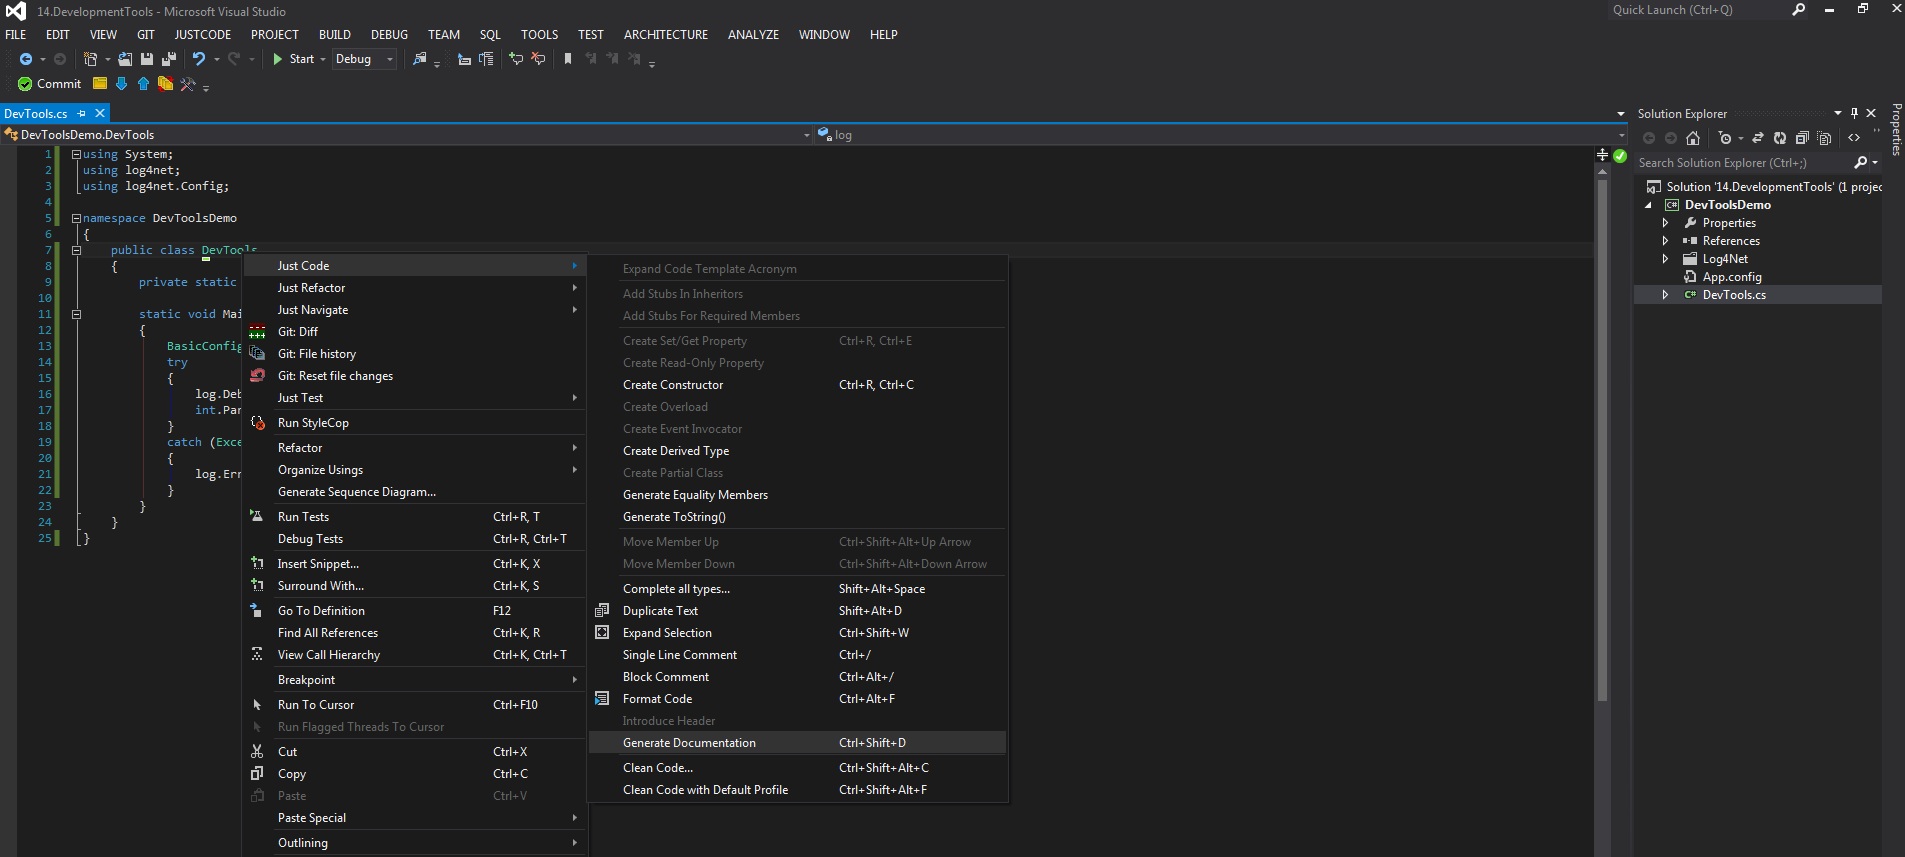 14.DevelopmentTools - Microsoft Visual Studio
Quick Launch (Ctrl+Q)
FILE EDIT VIEW GIT JUSTCODE PROJECT BUILD DEBUG TEAM SQL TOOLS TEST ARCHITECTURE ANALYZE WINDOW HELP
Start Debug
Commit
DevTools.cs
DevToolsDemo.DevTools
log
1 using System;
2 using log4net;
3 using log4net.Config;
4
5 namespace DevToolsDemo
6 {
7 public class DevTools
8 {
9 private static
10
11 static void Mai
12 {
13 BasicConfig
14 try
15 {
16 log.Deb
17 int.Par
18 }
19 catch (Exce
20 {
21 log.Err
22 }
23 }
24 }
25 }
Just Code
Just Refactor
Just Navigate
Git: Diff
Git: File history
Git: Reset file changes
Just Test
Run StyleCop
Refactor
Organize Usings
Generate Sequence Diagram...
Run Tests Ctrl+R, T
Debug Tests Ctrl+R, Ctrl+T
Insert Snippet... Ctrl+K, X
Surround With... Ctrl+K, S
Go To Definition F12
Find All References Ctrl+K, R
View Call Hierarchy Ctrl+K, Ctrl+T
Breakpoint
Run To Cursor Ctrl+F10
Run Flagged Threads To Cursor
Cut Ctrl+X
Copy Ctrl+C
Paste Ctrl+V
Paste Special
Outlining
Expand Code Template Acronym
Add Stubs In Inheritors
Add Stubs For Required Members
Create Set/Get Property Ctrl+R, Ctrl+E
Create Read-Only Property
Create Constructor Ctrl+R, Ctrl+C
Create Overload
Create Event Invocator
Create Derived Type
Create Partial Class
Generate Equality Members
Generate ToString()
Move Member Up Ctrl+Shift+Alt+Up Arrow
Move Member Down Ctrl+Shift+Alt+Down Arrow
Complete all types... Shift+Alt+Space
Duplicate Text Shift+Alt+D
Expand Selection Ctrl+Shift+W
Single Line Comment Ctrl+/
Block Comment Ctrl+Alt+/
Format Code Ctrl+Alt+F
Introduce Header
Generate Documentation Ctrl+Shift+D
Clean Code... Ctrl+Shift+Alt+C
Clean Code with Default Profile Ctrl+Shift+Alt+F
Solution Explorer
Search Solution Explorer (Ctrl+;)
Solution '14.DevelopmentTools' (1 projec
C# DevToolsDemo
Properties
References
Log4Net
App.config
C# DevTools.cs
Properties